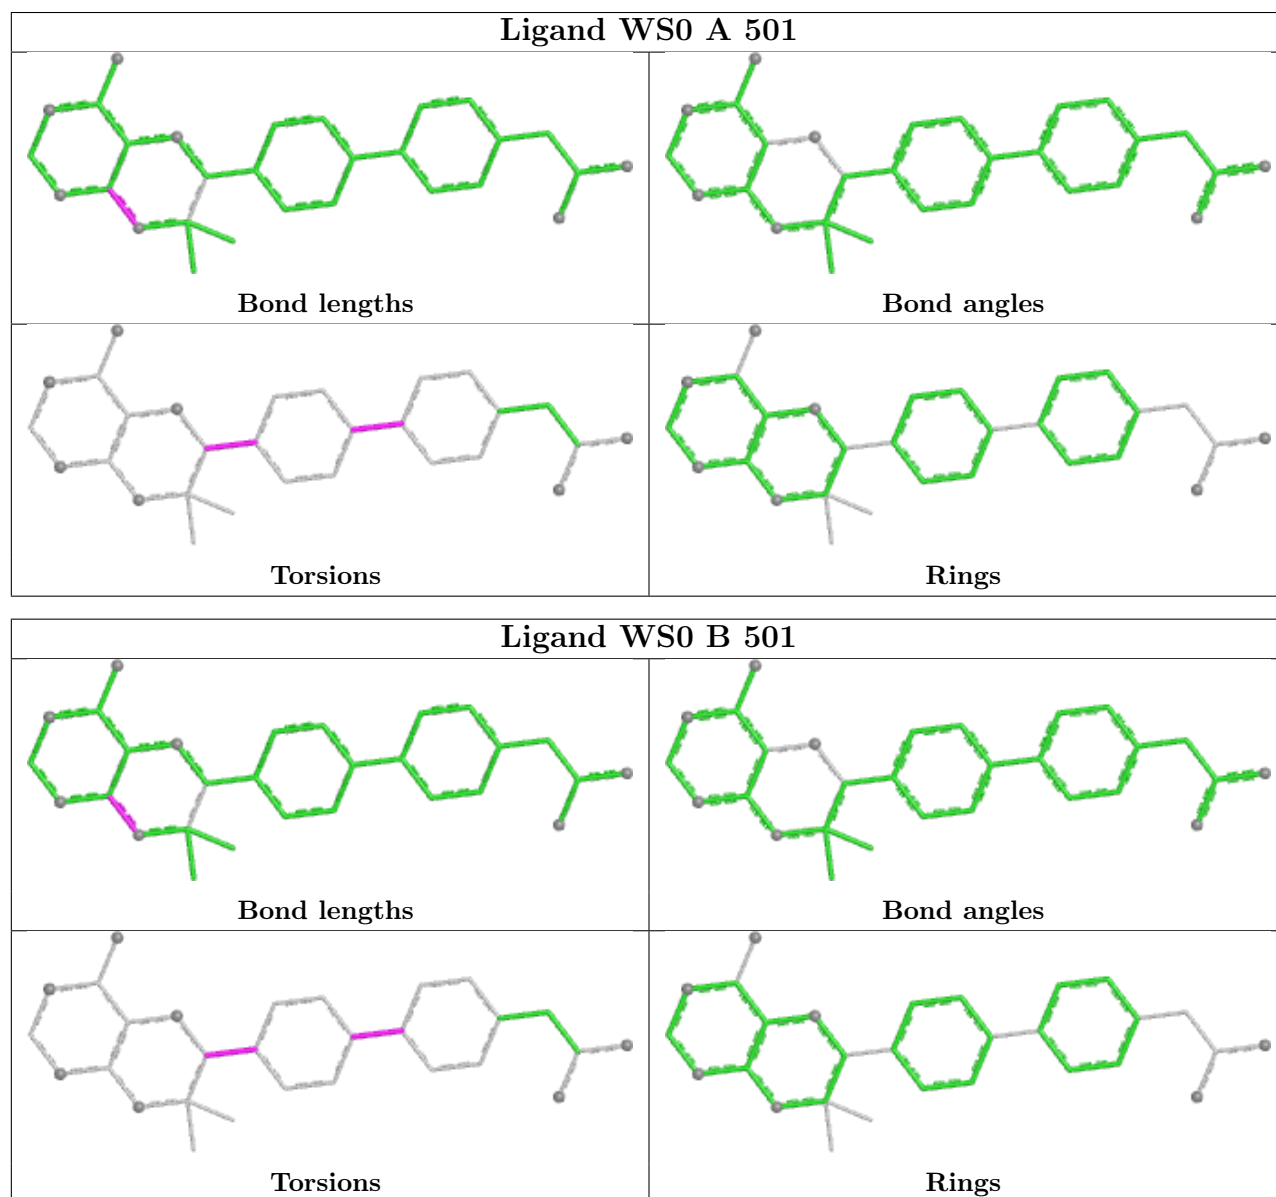 Ligand WS0 A 501
Bond lengths
Bond angles
Torsions
Rings
Ligand WS0 B 501
Bond lengths
Bond angles
Torsions
Rings